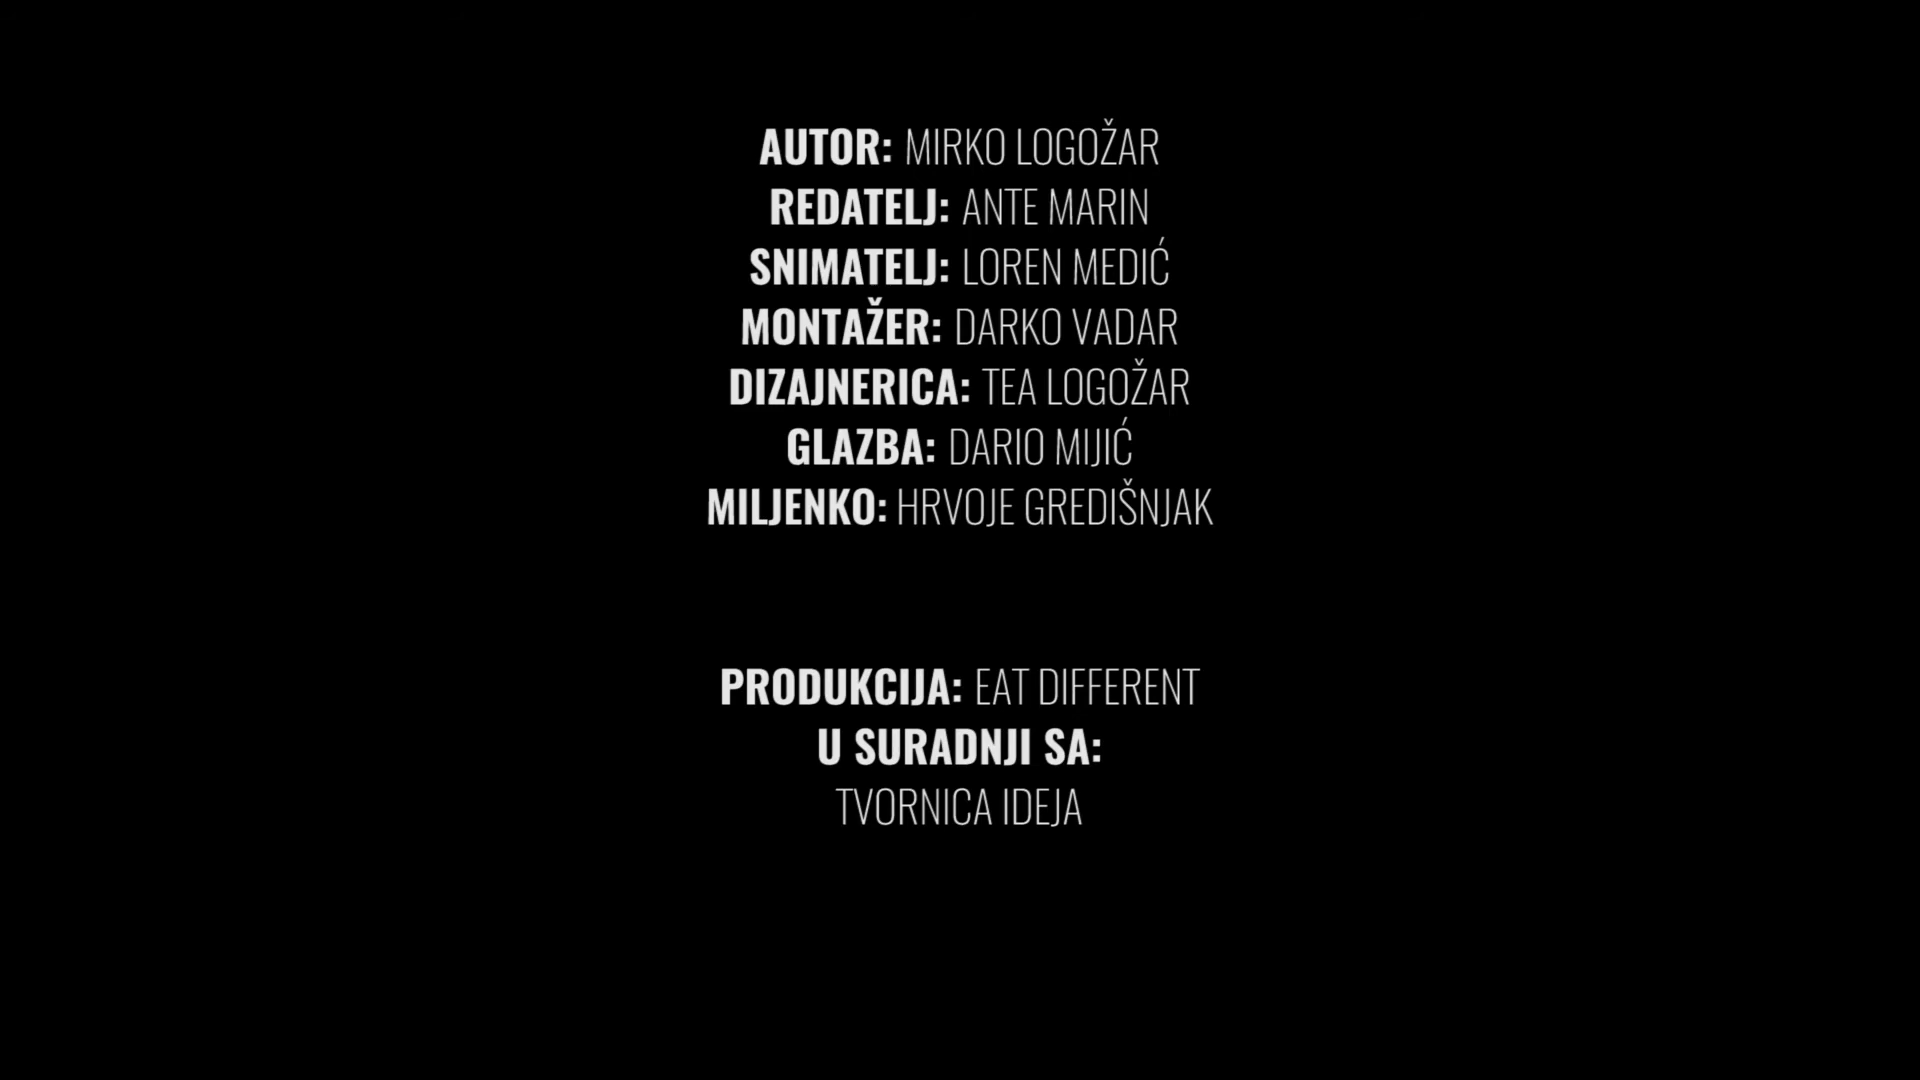 AUTOR: MIRKO LOGOŽAR
REDATELJ: ANTE MARIN
SNIMATELJ: LOREN MEDIĆ
MONTAŽER: DARKO VADAR
DIZAJNERICA: TEA LOGOŽAR
GLAZBA: DARIO MIJIĆ
MILJENKO: HRVOJE GREDIŠNJAK
PRODUKCIJA: EAT DIFFERENT
U SURADNJI SA:
TVORNICA IDEJA